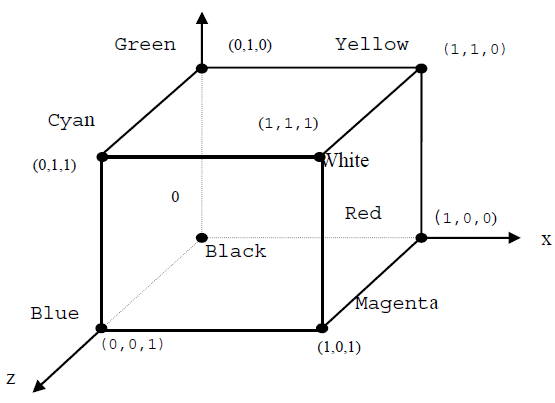 Green (0,1,0) Yellow (1,1,0)
Cyan (1,1,1)
(0,1,1) White
0
Red (1,0,0)
Black x
Blue Magenta
(0,0,1) (1,0,1)
z